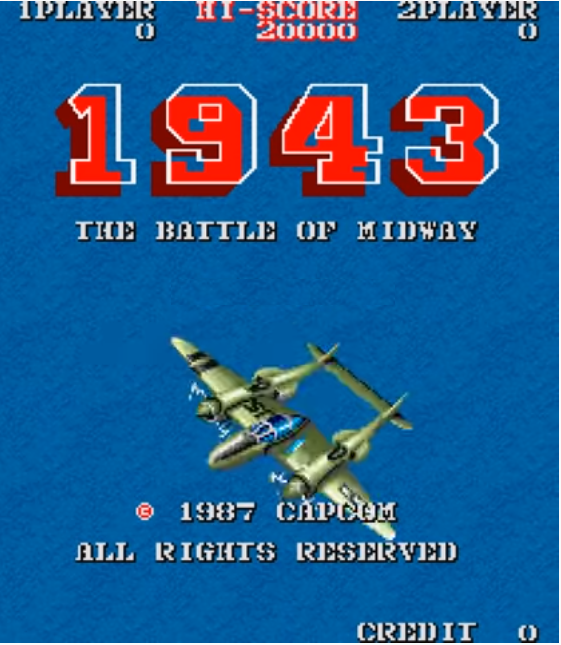 1PLAYER HI-SCORE 2PLAYER
0 20000 0
1943
THE BATTLE OF MIDWAY
© 1987 CAPCOM
ALL RIGHTS RESERVED
CREDIT 0